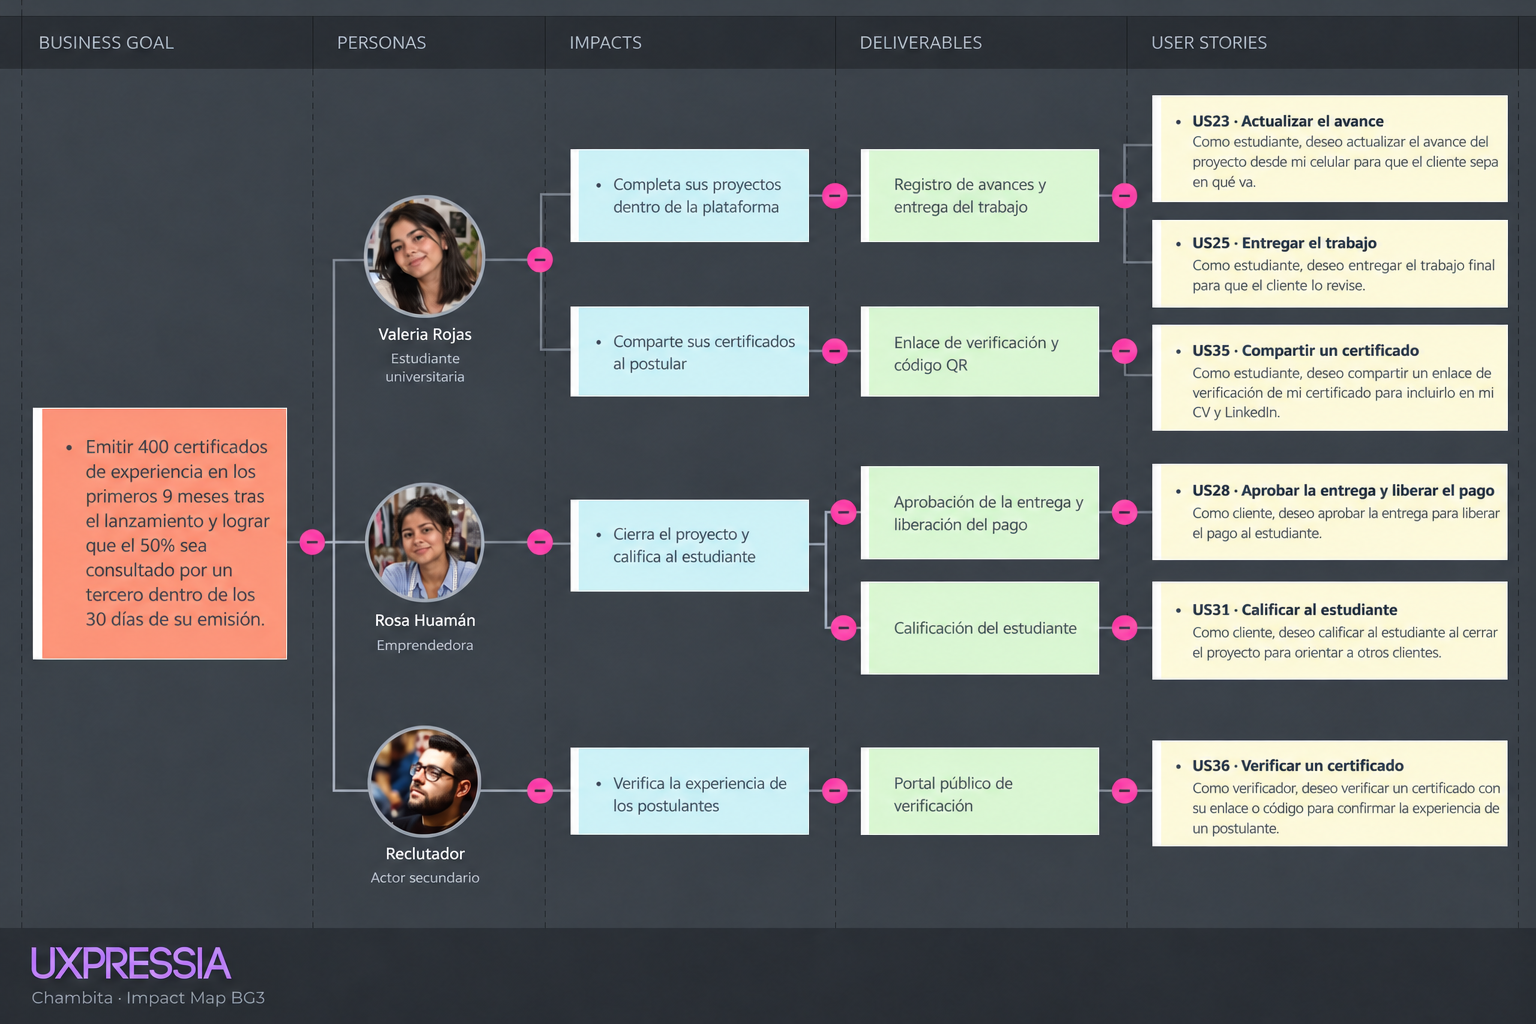 BUSINESS GOAL
PERSONAS
IMPACTS
DELIVERABLES
USER STORIES
• Emitir 400 certificados
de experiencia en los
primeros 9 meses tras
el lanzamiento y lograr
que el 50% sea
consultado por un
tercero dentro de los
30 días de su emisión.
Valeria Rojas
Estudiante
universitaria
• Completa sus proyectos
dentro de la plataforma
Registro de avances y
entrega del trabajo
• US23 · Actualizar el avance
Como estudiante, deseo actualizar el avance del
proyecto desde mi celular para que el cliente sepa
en qué va.
• US25 · Entregar el trabajo
Como estudiante, deseo entregar el trabajo final
para que el cliente lo revise.
• Comparte sus certificados
al postular
Enlace de verificación y
código QR
• US35 · Compartir un certificado
Como estudiante, deseo compartir un enlace de
verificación de mi certificado para incluirlo en mi
CV y LinkedIn.
Rosa Huamán
Emprendedora
• Cierra el proyecto y
califica al estudiante
Aprobación de la entrega y
liberación del pago
• US28 · Aprobar la entrega y liberar el pago
Como cliente, deseo aprobar la entrega para liberar
el pago al estudiante.
Calificación del estudiante
• US31 · Calificar al estudiante
Como cliente, deseo calificar al estudiante al cerrar
el proyecto para orientar a otros clientes.
Reclutador
Actor secundario
• Verifica la experiencia de
los postulantes
Portal público de
verificación
• US36 · Verificar un certificado
Como verificador, deseo verificar un certificado con
su enlace o código para confirmar la experiencia de
un postulante.
UXPRESSIA
Chambita · Impact Map BG3